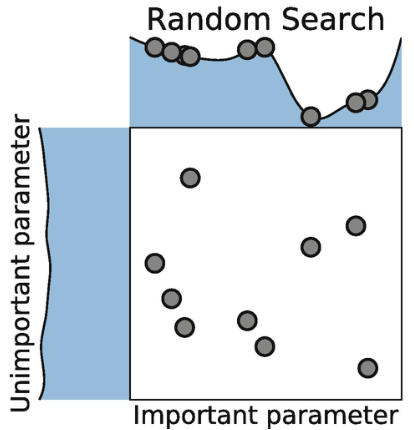 Random Search
Unimportant parameter
Important parameter